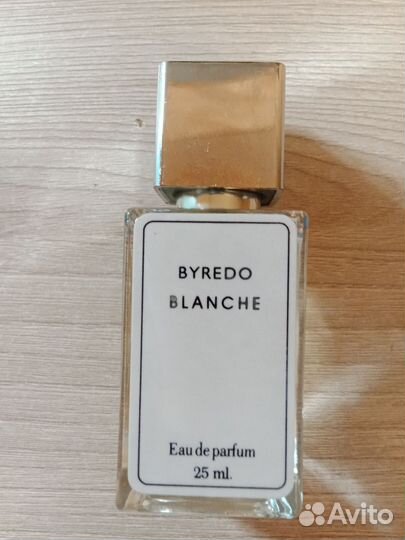 BYREDO
BLANCHE
Eau de parfum
25 ml.
Avito